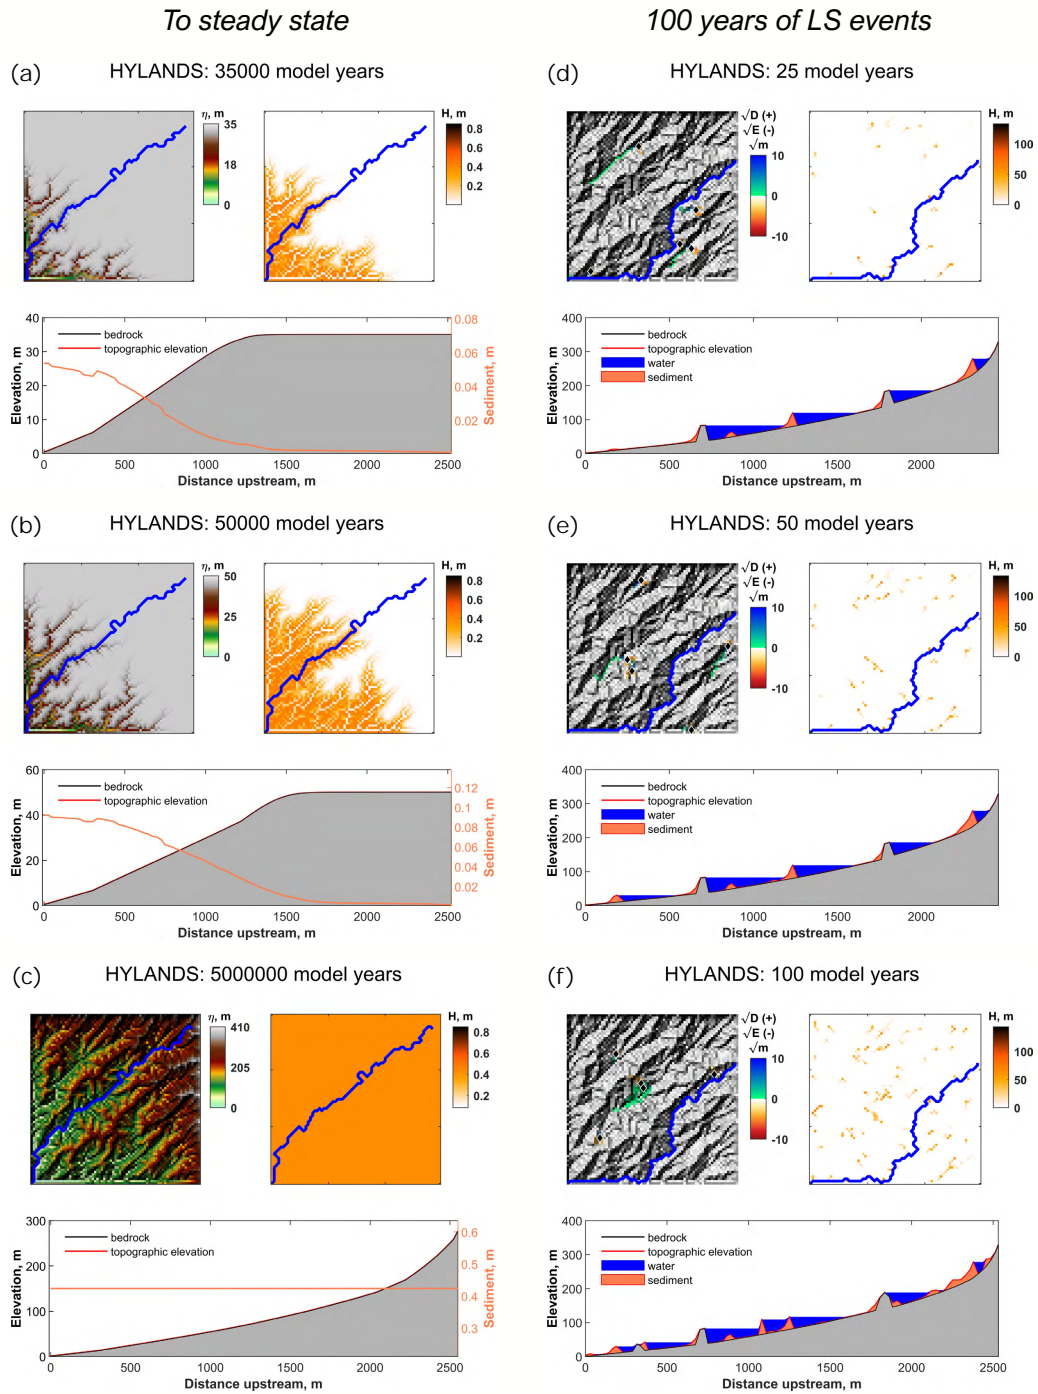 To steady state
100 years of LS events
(a)
HYLANDS: 35000 model years
η, m
35
18
0
H, m
0.8
0.6
0.4
0.2
40
30
20
10
0
Elevation, m
bedrock
topographic elevation
0.08
0.06
0.04
0.02
Sediment, m
0
500
1000
1500
2000
2500
Distance upstream, m
(d)
HYLANDS: 25 model years
√D (+)
√E (-)
√m
10
0
-10
H, m
100
50
0
400
300
200
100
0
Elevation, m
bedrock
topographic elevation
water
sediment
0
500
1000
1500
2000
Distance upstream, m
(b)
HYLANDS: 50000 model years
η, m
50
25
0
H, m
0.8
0.6
0.4
0.2
60
40
20
0
Elevation, m
bedrock
topographic elevation
0.12
0.1
0.08
0.06
0.04
0.02
Sediment, m
0
500
1000
1500
2000
2500
Distance upstream, m
(e)
HYLANDS: 50 model years
√D (+)
√E (-)
√m
10
0
-10
H, m
100
50
0
400
300
200
100
0
Elevation, m
bedrock
topographic elevation
water
sediment
0
500
1000
1500
2000
Distance upstream, m
(c)
HYLANDS: 5000000 model years
η, m
410
205
0
H, m
0.8
0.6
0.4
0.2
300
200
100
0
Elevation, m
bedrock
topographic elevation
0.6
0.5
0.4
0.3
Sediment, m
0
500
1000
1500
2000
2500
Distance upstream, m
(f)
HYLANDS: 100 model years
√D (+)
√E (-)
√m
10
0
-10
H, m
100
50
0
400
300
200
100
0
Elevation, m
bedrock
topographic elevation
water
sediment
0
500
1000
1500
2000
2500
Distance upstream, m